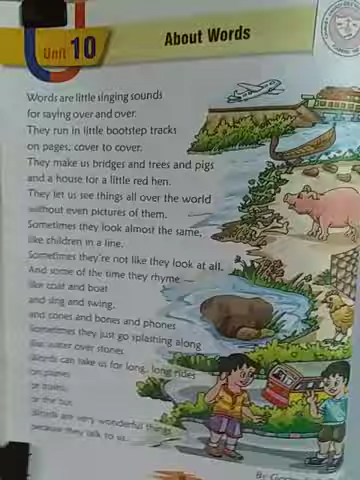 Unit 10
About Words
Words are little singing sounds
for saying over and over.
They run in little bootstep tracks
on pages, cover to cover.
They make us bridges and trees and pigs
and a house for a little red hen.
They let us see things all over the world
without even pictures of them.
Sometimes they look almost the same,
like children in a line.
Sometimes they're not like they look at all,
And some of the time they rhyme —
like coat and boat
and sing and swing,
and cones and bones and phones
Sometimes they just go splashing along
like water over stones
Words can take us for long, long rides
on planes
or trains
or the bus
Words are very wonderful things
because they talk to us.
By